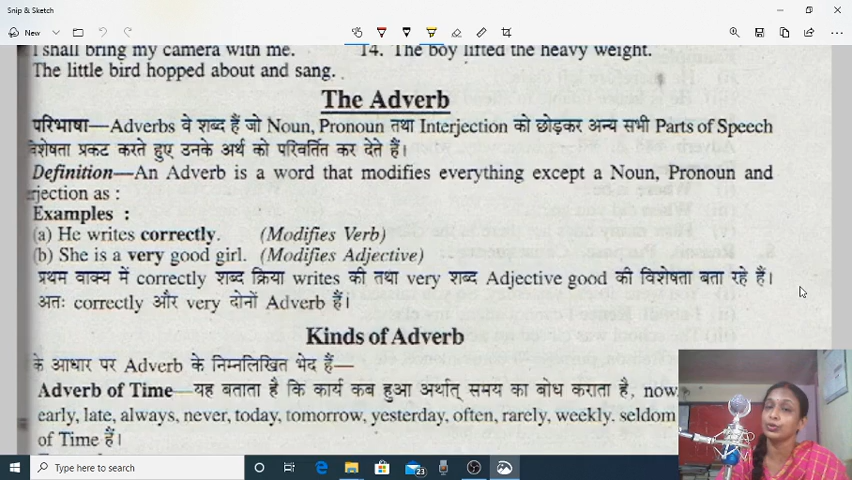 Snip & Sketch
New
I shall bring my camera with me. 14. The boy lifted the heavy weight.
The little bird hopped about and sang.
The Adverb
परिभाषा—Adverbs वे शब्द हैं जो Noun, Pronoun तथा Interjection को छोड़कर अन्य सभी Parts of Speech
विशेषता प्रकट करते हुए उनके अर्थ को परिवर्तित कर देते हैं।
Definition—An Adverb is a word that modifies everything except a Noun, Pronoun and
erjection as :
Examples :
(a) He writes correctly. (Modifies Verb)
(b) She is a very good girl. (Modifies Adjective)
प्रथम वाक्य में correctly शब्द क्रिया writes की तथा very शब्द Adjective good की विशेषता बता रहे हैं।
अतः correctly और very दोनों Adverb हैं।
Kinds of Adverb
के आधार पर Adverb के निम्नलिखित भेद हैं—
Adverb of Time—यह बताता है कि कार्य कब हुआ अर्थात् समय का बोध कराता है, now
early, late, always, never, today, tomorrow, yesterday, often, rarely, weekly. seldom
of Time हैं।
Type here to search
23